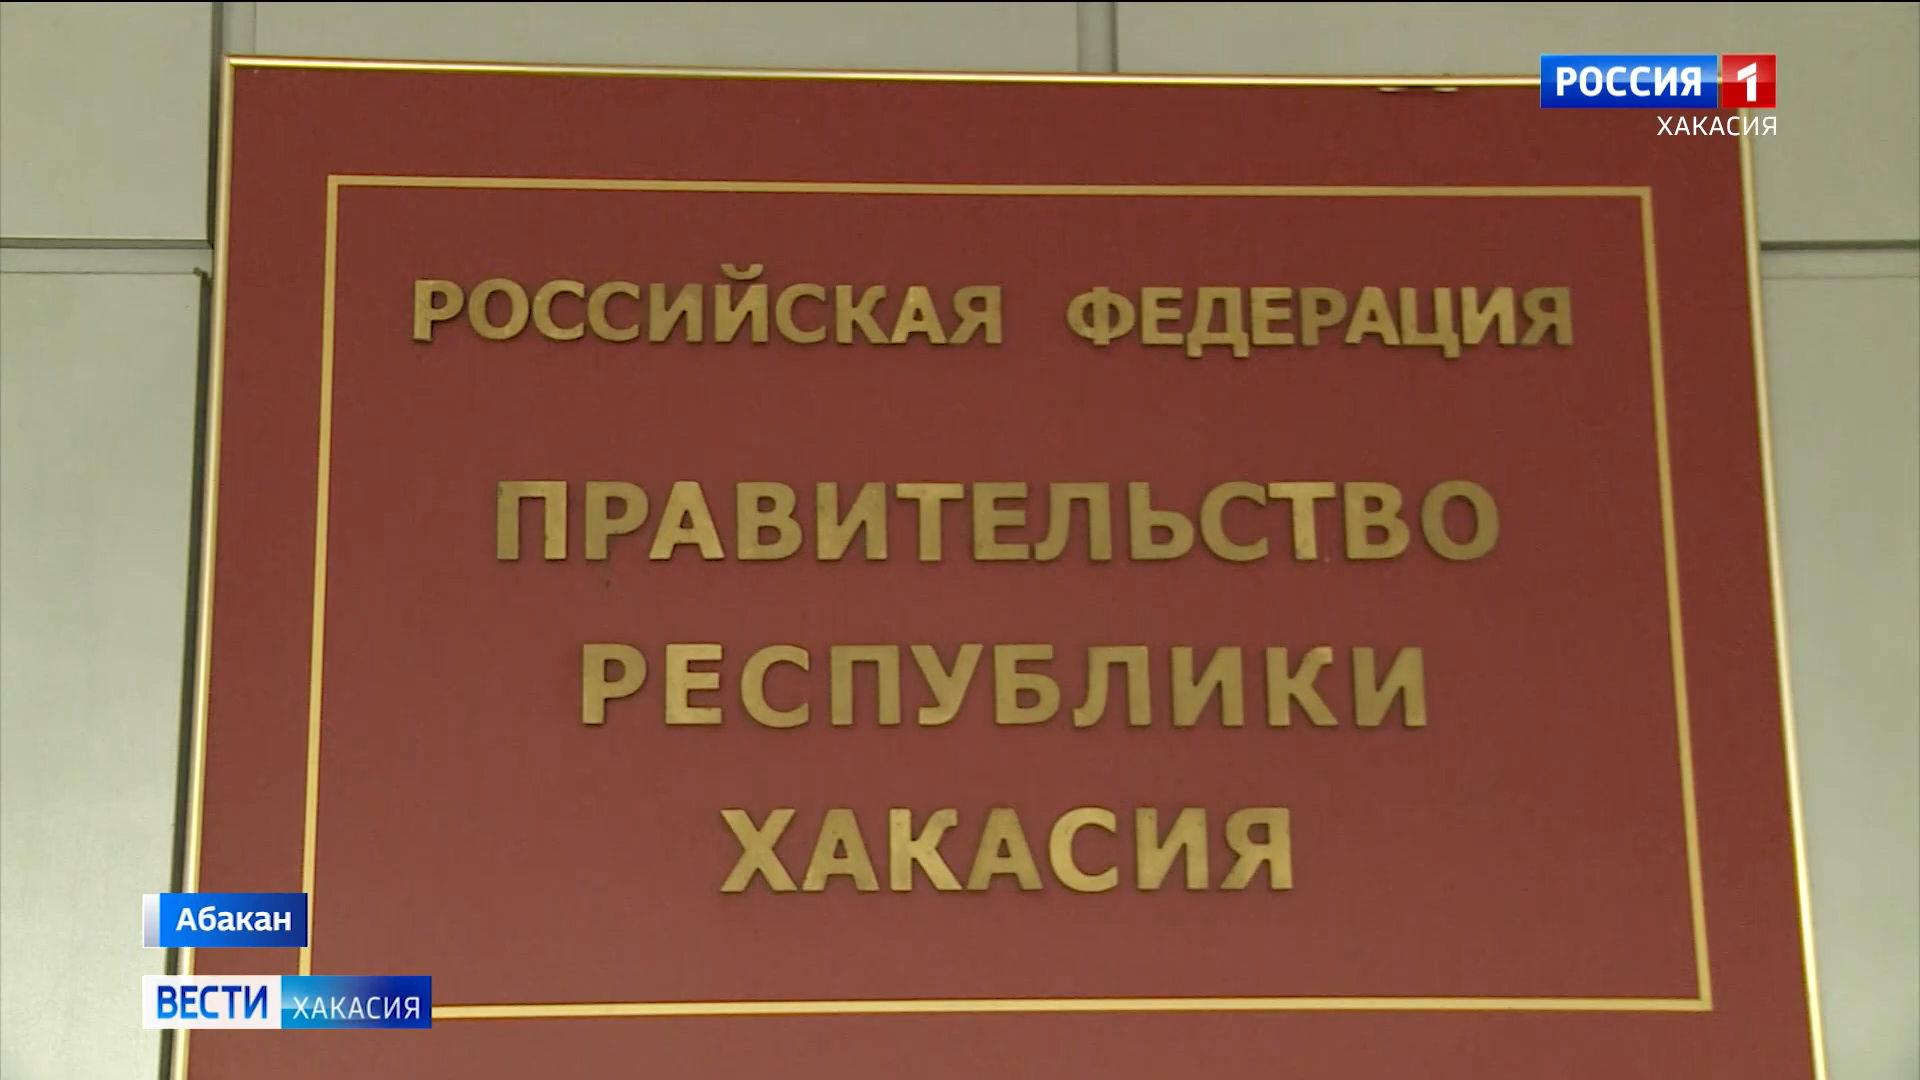 РОССИЯ 1
ХАКАСИЯ
РОССИЙСКАЯ ФЕДЕРАЦИЯ
ПРАВИТЕЛЬСТВО
РЕСПУБЛИКИ
ХАКАСИЯ
Абакан
ВЕСТИ ХАКАСИЯ